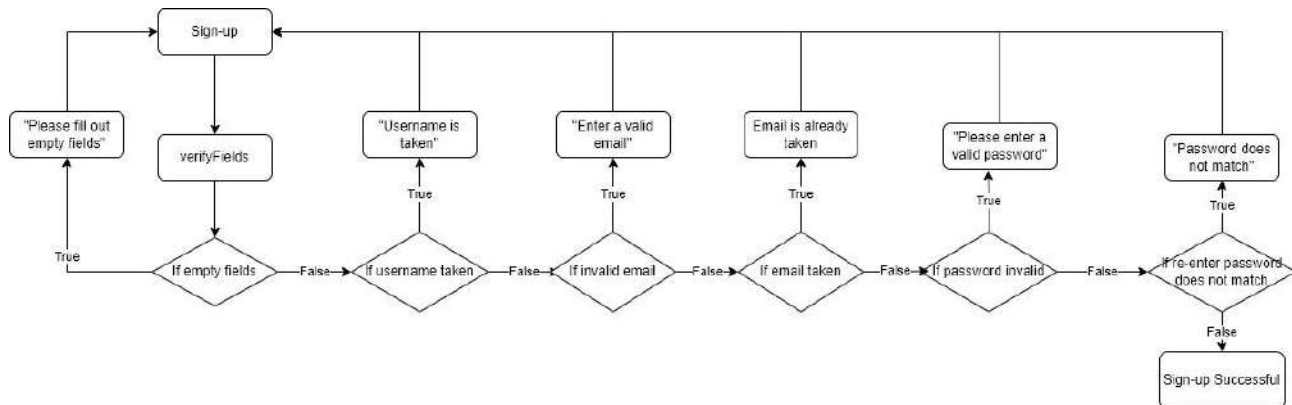 Sign-up
"Please fill out
empty fields"
verifyFields
"Username is
taken"
"Enter a valid
email"
Email is already
taken
"Please enter a
valid password"
"Password does
not match"
True
True
True
True
True
True
If empty fields
False
If username taken
False
If invalid email
False
If email taken
False
If password invalid
False
If re-enter password
does not match
False
Sign-up Successful